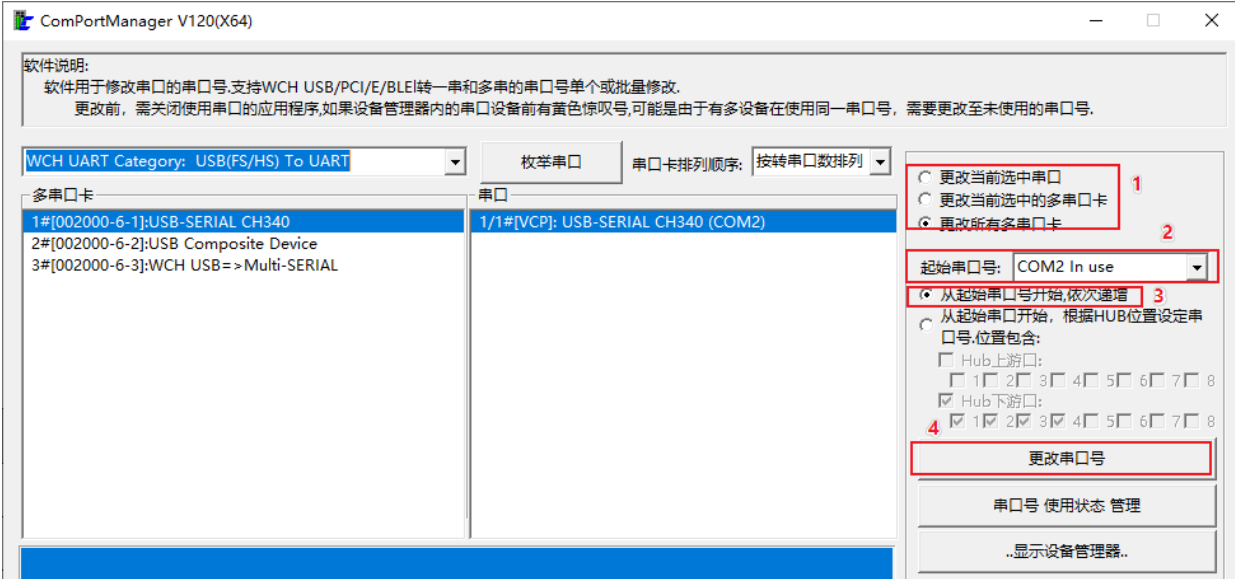 ComPortManager V120(X64)
软件说明:
软件用于修改串口的串口号.支持WCH USB/PCI/E/BLE转一串和多串的串口号单个或批量修改.
更改前，需关闭使用串口的应用程序,如果设备管理器内的串口设备前有黄色惊叹号,可能是由于有多设备在使用同一串口号，需要更改至未使用的串口号.
WCH UART Category: USB(FS/HS) To UART
枚举串口
串口卡排列顺序:
按转串口数排列
多串口卡
1#[002000-6-1]:USB-SERIAL CH340
2#[002000-6-2]:USB Composite Device
3#[002000-6-3]:WCH USB=>Multi-SERIAL
串口
1/1#[VCP]: USB-SERIAL CH340 (COM2)
更改当前选中串口
1
更改当前选中的多串口卡
更改所有多串口卡
2
起始串口号: COM2 In use
从起始串口号开始,依次递增
3
从起始串口开始，根据HUB位置设定串
口号.位置包含:
Hub上游口:
1 2 3 4 5 6 7 8
Hub下游口:
1 2 3 4 5 6 7 8
4
更改串口号
串口号 使用状态 管理
..显示设备管理器..